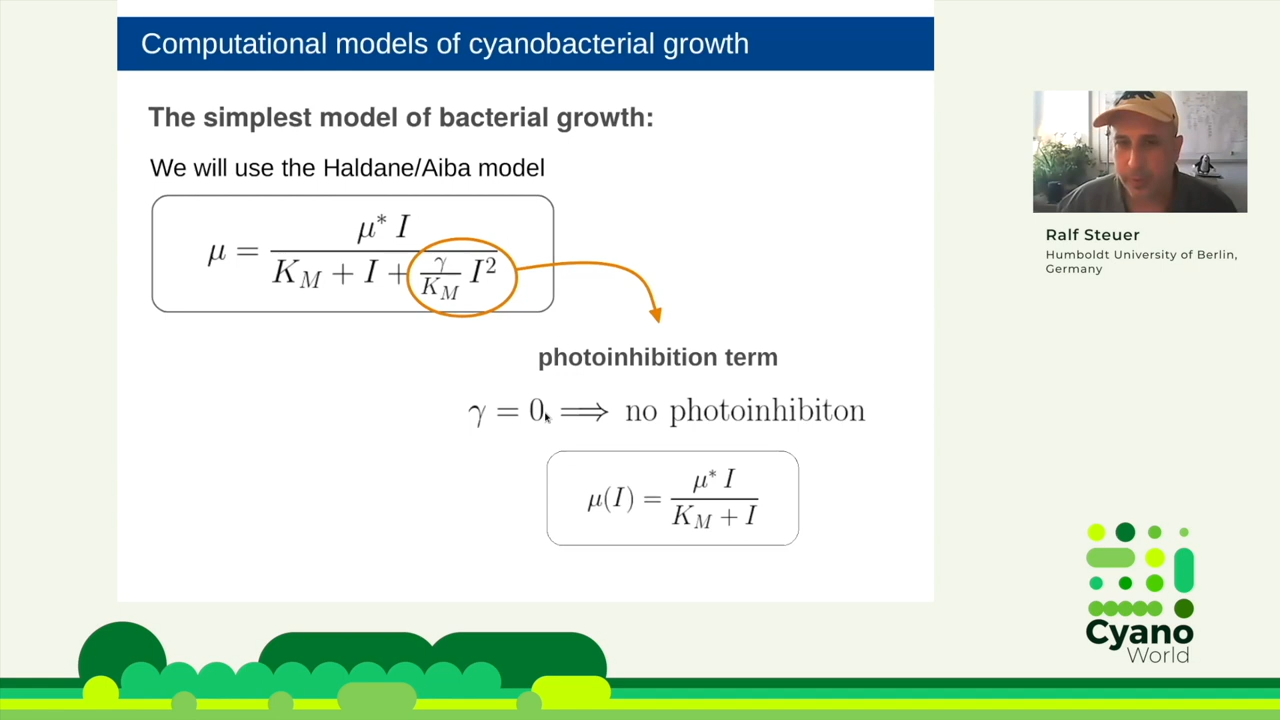 Computational models of cyanobacterial growth
The simplest model of bacterial growth:
We will use the Haldane/Aiba model
μ = μ* I / (K_M + I + γ/K_M I²)
photoinhibition term
γ = 0, ⟹ no photoinhibiton
μ(I) = μ* I / (K_M + I)
Ralf Steuer
Humboldt University of Berlin,
Germany
Cyano
World